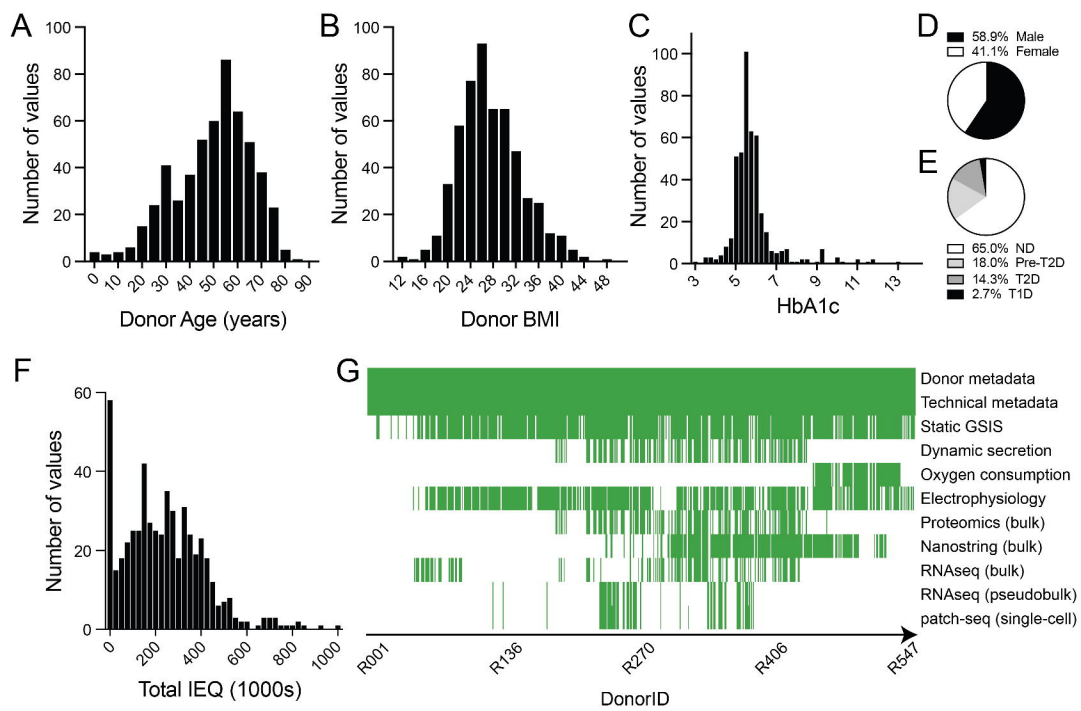 A
Number of values
100
80
60
40
20
0
0 10 20 30 40 50 60 70 80 90
Donor Age (years)
B
Number of values
100
80
60
40
20
0
12 16 20 24 28 32 36 40 44 48
Donor BMI
C
Number of values
100
80
60
40
20
0
3 5 7 9 11 13
HbA1c
D
58.9% Male
41.1% Female
E
65.0% ND
18.0% Pre-T2D
14.3% T2D
2.7% T1D
F
Number of values
60
40
20
0
0 200 400 600 800 1000
Total IEQ (1000s)
G
Donor metadata
Technical metadata
Static GSIS
Dynamic secretion
Oxygen consumption
Electrophysiology
Proteomics (bulk)
Nanostring (bulk)
RNAseq (bulk)
RNAseq (pseudobulk)
patch-seq (single-cell)
R001 R136 R270 R406 R547
DonorID